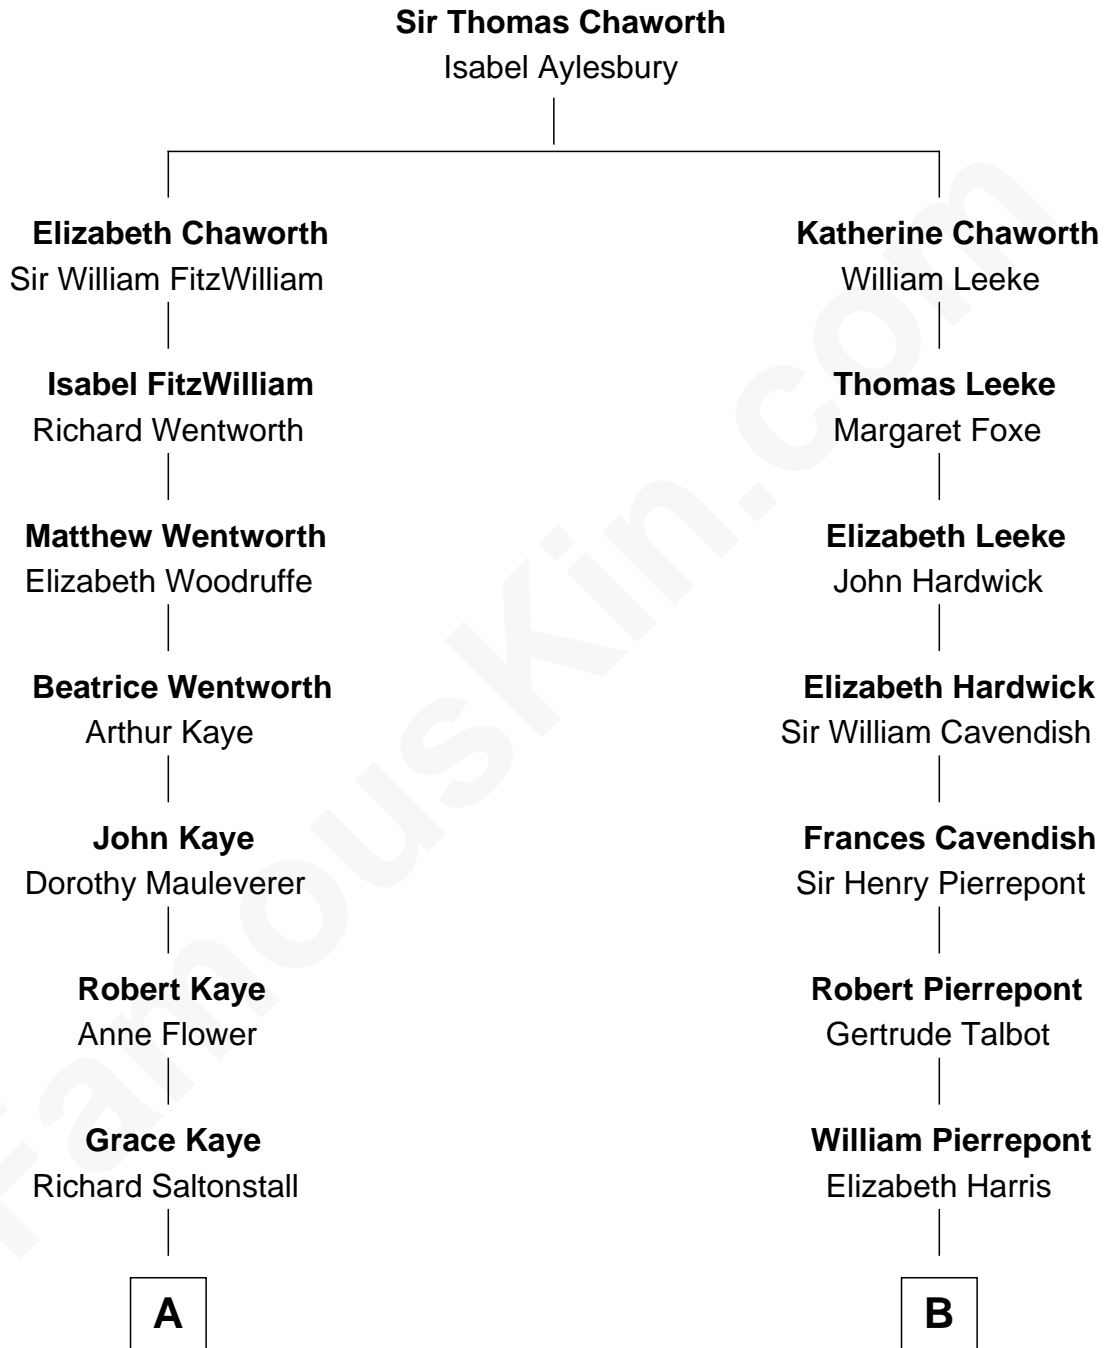 Sir Thomas Chaworth
Isabel Aylesbury
Elizabeth Chaworth
Sir William FitzWilliam
Katherine Chaworth
William Leeke
Isabel FitzWilliam
Richard Wentworth
Thomas Leeke
Margaret Foxe
Matthew Wentworth
Elizabeth Woodruffe
Elizabeth Leeke
John Hardwick
Beatrice Wentworth
Arthur Kaye
Elizabeth Hardwick
Sir William Cavendish
John Kaye
Dorothy Mauleverer
Frances Cavendish
Sir Henry Pierrepont
Robert Kaye
Anne Flower
Robert Pierrepont
Gertrude Talbot
Grace Kaye
Richard Saltonstall
William Pierrepont
Elizabeth Harris
A
B
FamousKin.com